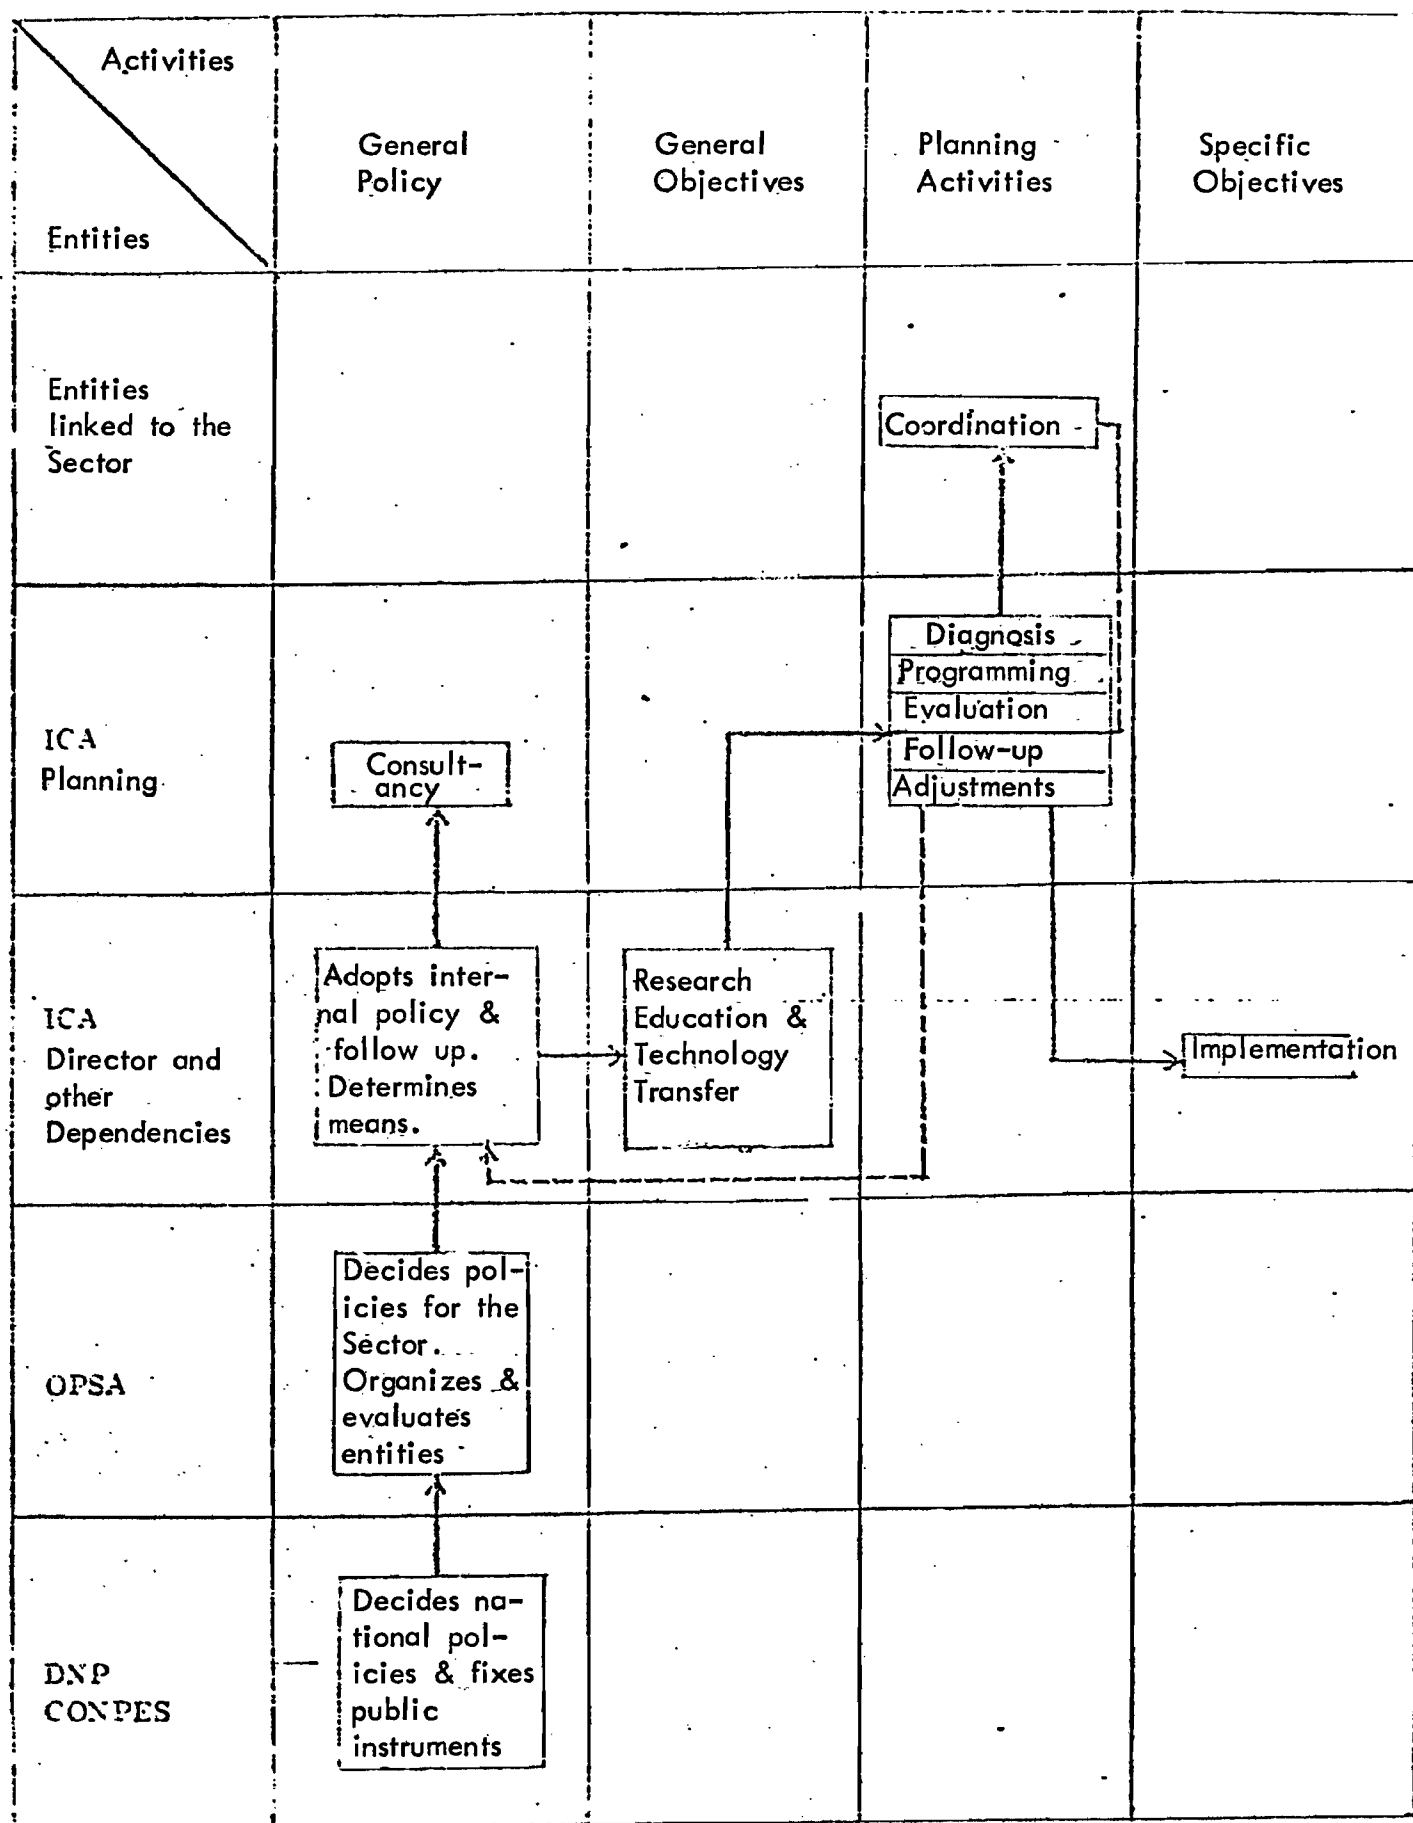 Activities
Entities
General
Policy
General
Objectives
Planning
Activities
Specific
Objectives
Entities
linked to the
Sector
Coordination
ICA
Planning
Consult-
ancy
Diagnosis
Programming
Evaluation
Follow-up
Adjustments
ICA
Director and
other
Dependencies
Adopts inter-
nal policy &
follow up.
Determines
means.
Research
Education &
Technology
Transfer
Implementation
OPSA
Decides pol-
icies for the
Sector.
Organizes &
evaluates
entities
DNP
CONPES
Decides na-
tional pol-
icies & fixes
public
instruments